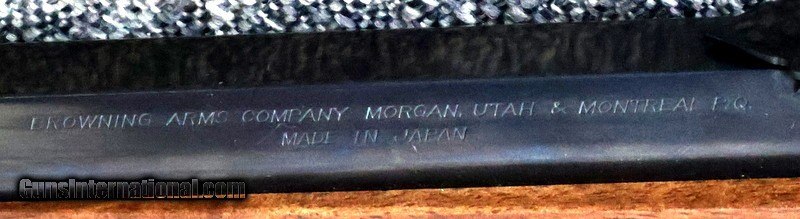 BROWNING ARMS COMPANY MORGAN, UTAH & MONTREAL P.Q.
MADE IN JAPAN
GunsInternational.com